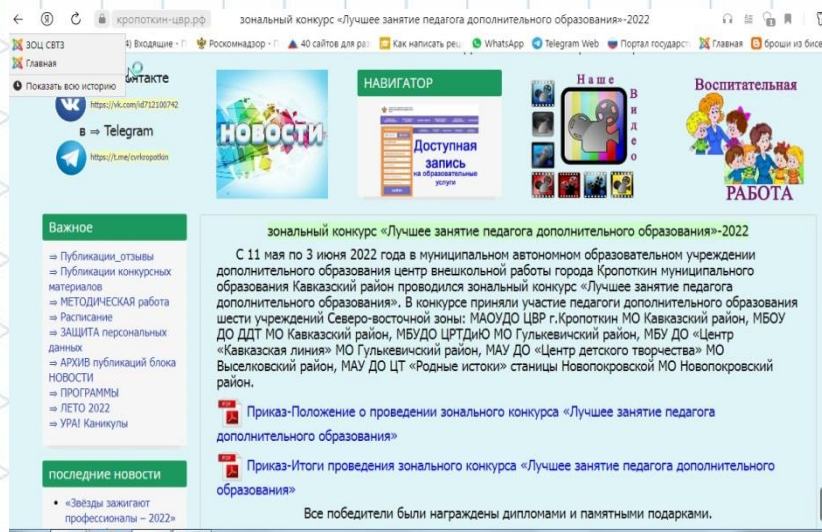 кропоткин-цвр.рф
зональный конкурс «Лучшее занятие педагога дополнительного образования»-2022
ЗОЦ СВТЗ
Главная
Показать всю историю
4) Входящие - П
Роскомнадзор - П
40 сайтов для раз
Как написать рец
WhatsApp
Telegram Web
Портал государст
Главная
броши из бисе
https://vk.com/id712100742
в ⇒ Telegram
https://t.me/cvrkropotkin
НОВОСТИ
НАВИГАТОР
Доступная
запись
на образовательные
услуги
Наше
Видео
Воспитательная
РАБОТА
Важное
⇒ Публикации_отзывы
⇒ Публикации конкурсных
материалов
⇒ МЕТОДИЧЕСКАЯ работа
⇒ Расписание
⇒ ЗАЩИТА персональных
данных
⇒ АРХИВ публикаций блока
НОВОСТИ
⇒ ПРОГРАММЫ
⇒ ЛЕТО 2022
⇒ УРА! Каникулы
последние новости
• «Звёзды зажигают
профессионалы – 2022»
зональный конкурс «Лучшее занятие педагога дополнительного образования»-2022
С 11 мая по 3 июня 2022 года в муниципальном автономном образовательном учреждении
дополнительного образования центр внешкольной работы города Кропоткин муниципального
образования Кавказский район проводился зональный конкурс «Лучшее занятие педагога
дополнительного образования». В конкурсе приняли участие педагоги дополнительного образования
шести учреждений Северо-восточной зоны: МАОУДО ЦВР г.Кропоткин МО Кавказский район, МБОУ
ДО ДДТ МО Кавказский район, МБУДО ЦРТДиЮ МО Гулькевичский район, МБУ ДО «Центр
«Кавказская линия» МО Гулькевичский район, МАУ ДО «Центр детского творчества» МО
Выселковский район, МАУ ДО ЦТ «Родные истоки» станицы Новопокровской МО Новопокровский
район.
Приказ-Положение о проведении зонального конкурса «Лучшее занятие педагога
дополнительного образования»
Приказ-Итоги проведения зонального конкурса «Лучшее занятие педагога дополнительного
образования»
Все победители были награждены дипломами и памятными подарками.